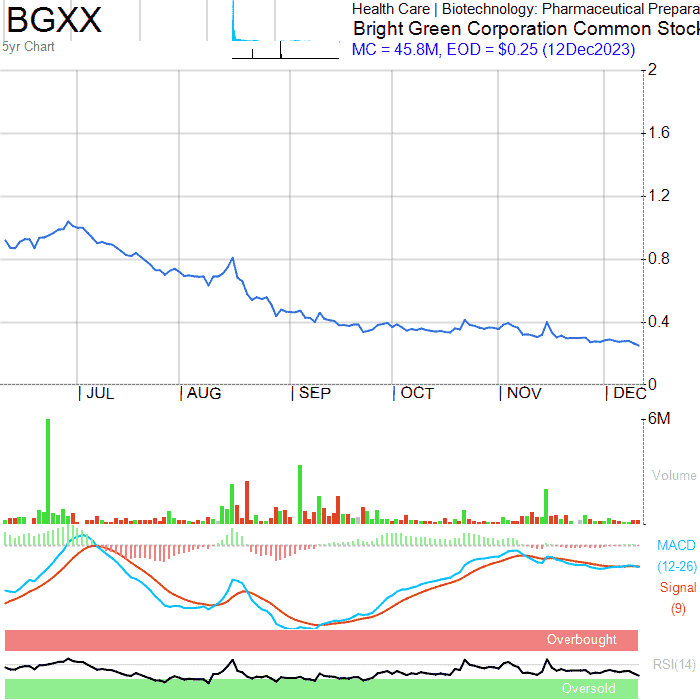 BGXX
5yr Chart
Health Care | Biotechnology: Pharmaceutical Prepara
Bright Green Corporation Common Stock
MC = 45.8M, EOD = $0.25 (12Dec2023)
2
1.6
1.2
0.8
0.4
0
| JUL | AUG | SEP | OCT | NOV | DEC
6M
Volume
MACD
(12-26)
Signal
(9)
Overbought
RSI(14)
Oversold